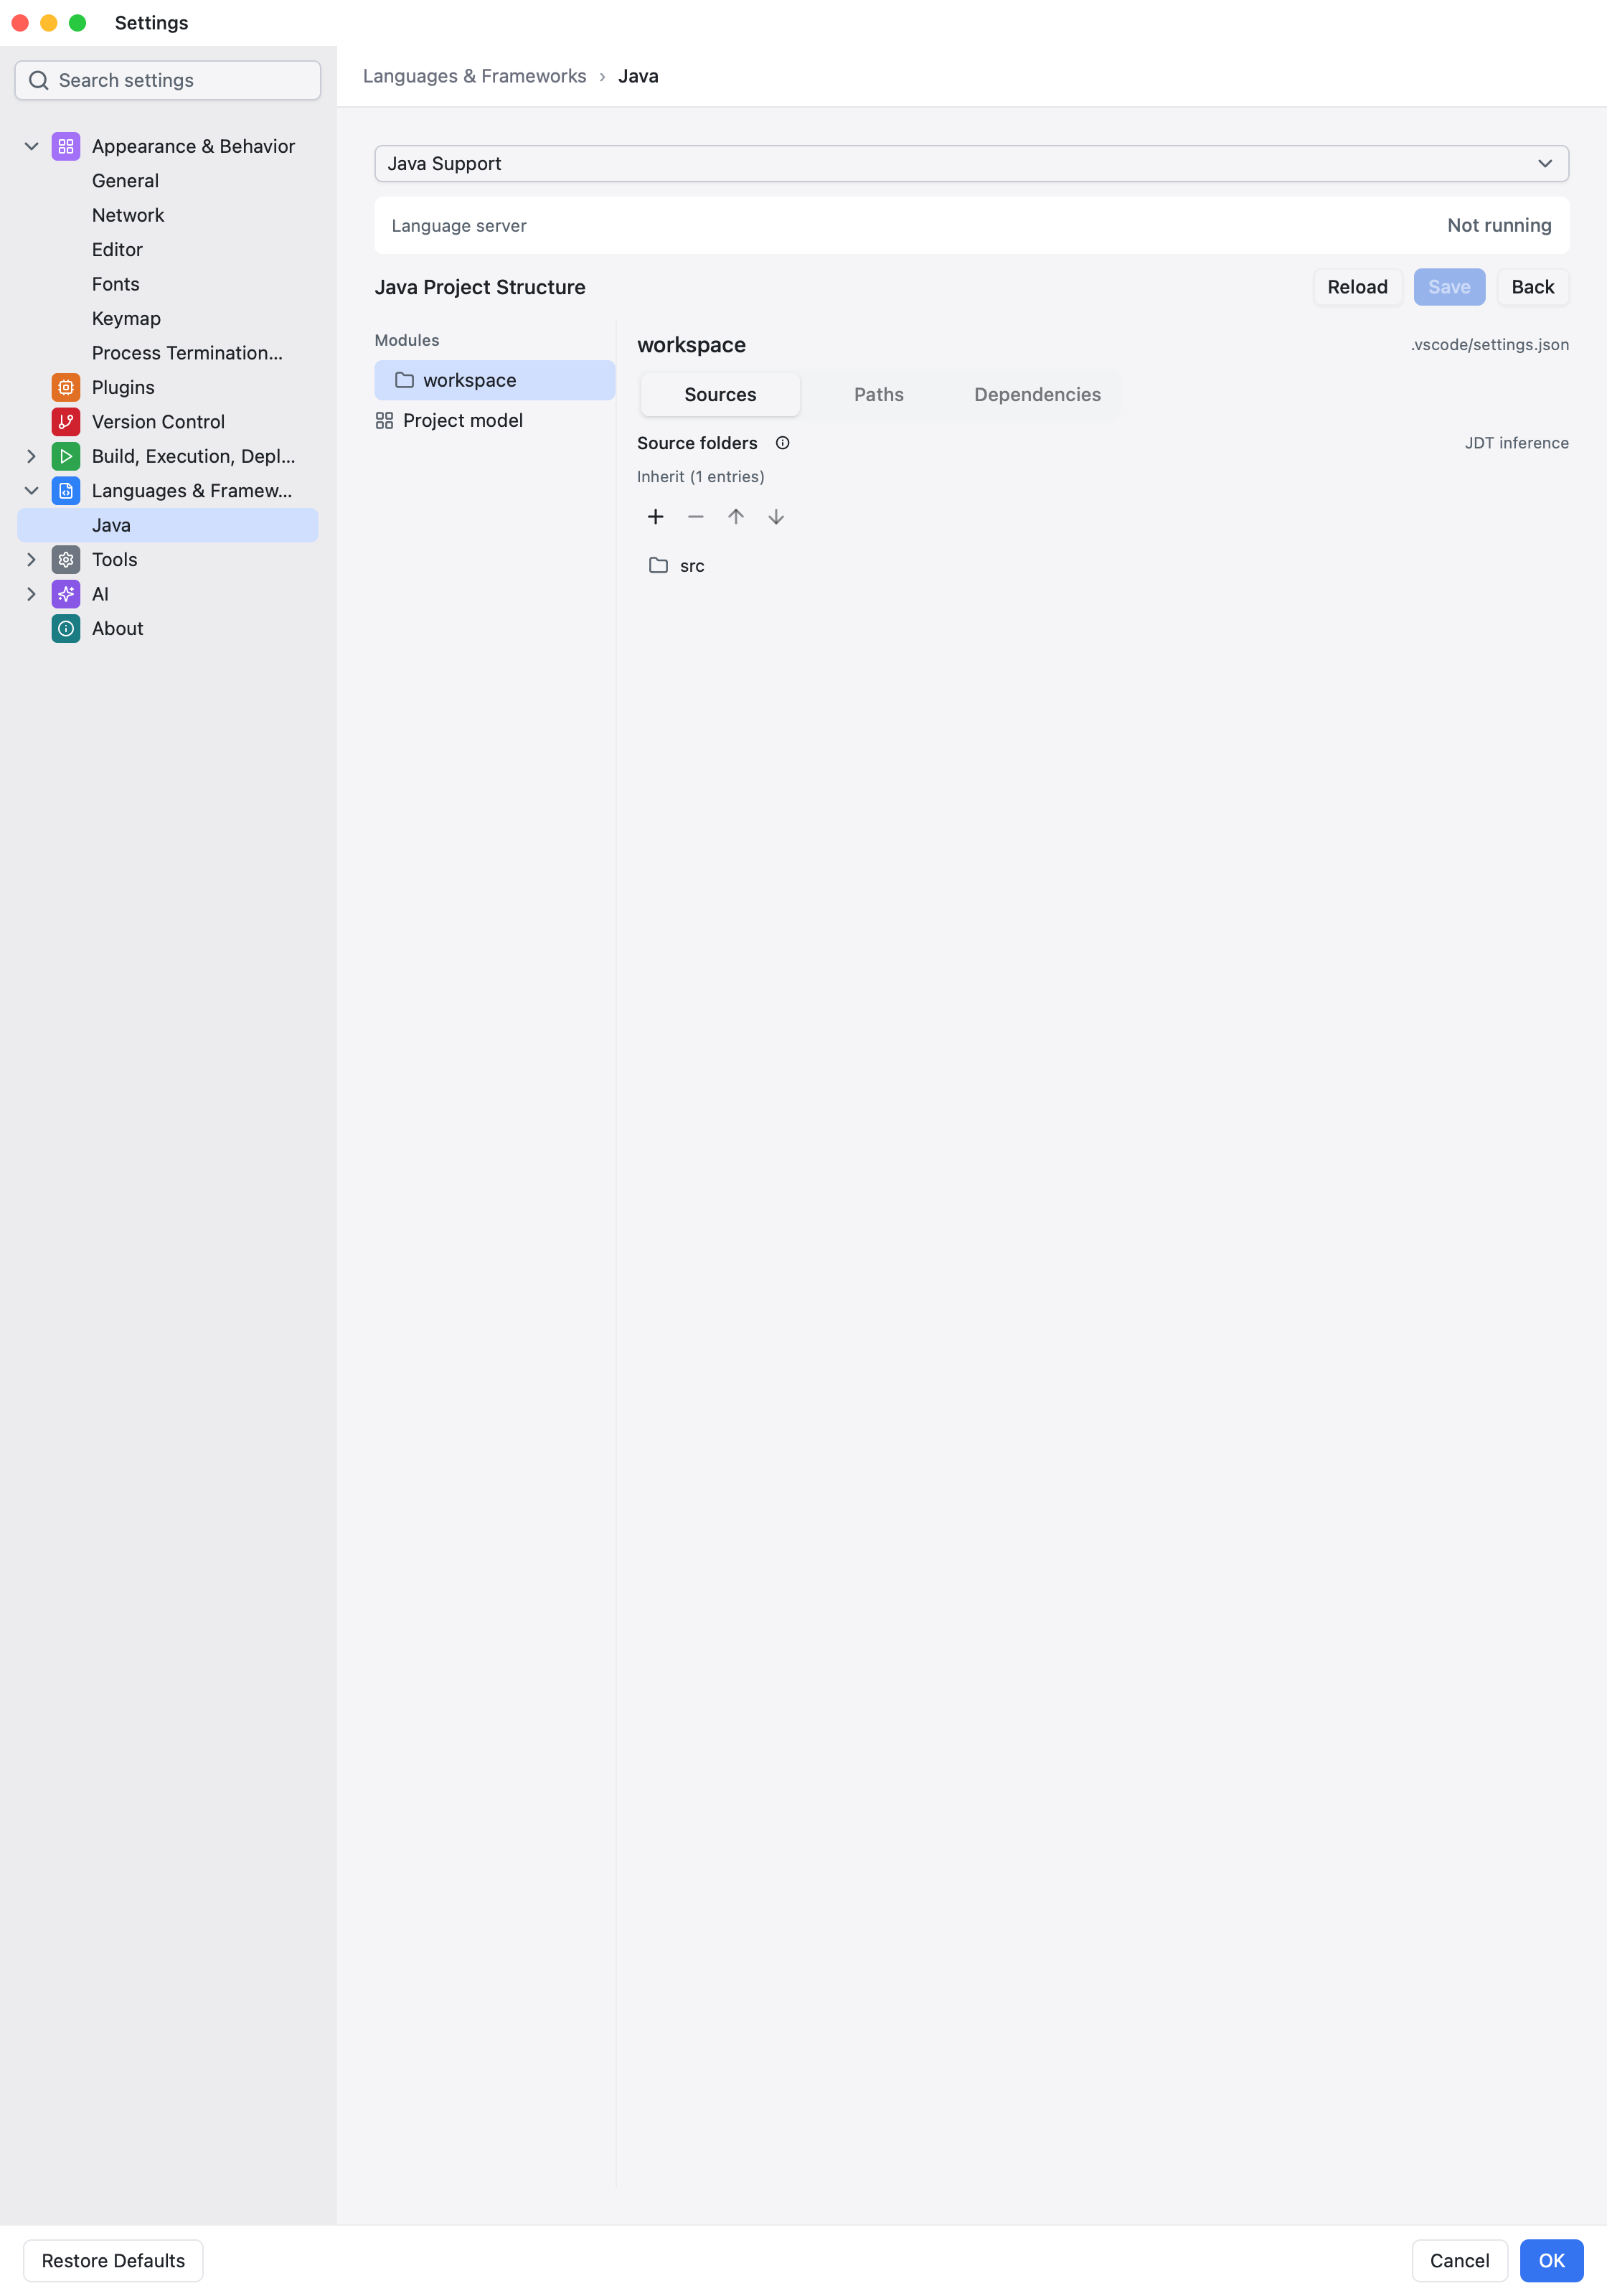 Settings
Search settings
Appearance & Behavior
General
Network
Editor
Fonts
Keymap
Process Termination...
Plugins
Version Control
Build, Execution, Depl...
Languages & Framew...
Java
Tools
AI
About
Languages & Frameworks › Java
Java Support
Language server Not running
Java Project Structure Reload Save Back
Modules
workspace
Project model
workspace .vscode/settings.json
Sources Paths Dependencies
Source folders JDT inference
Inherit (1 entries)
src
Restore Defaults Cancel OK